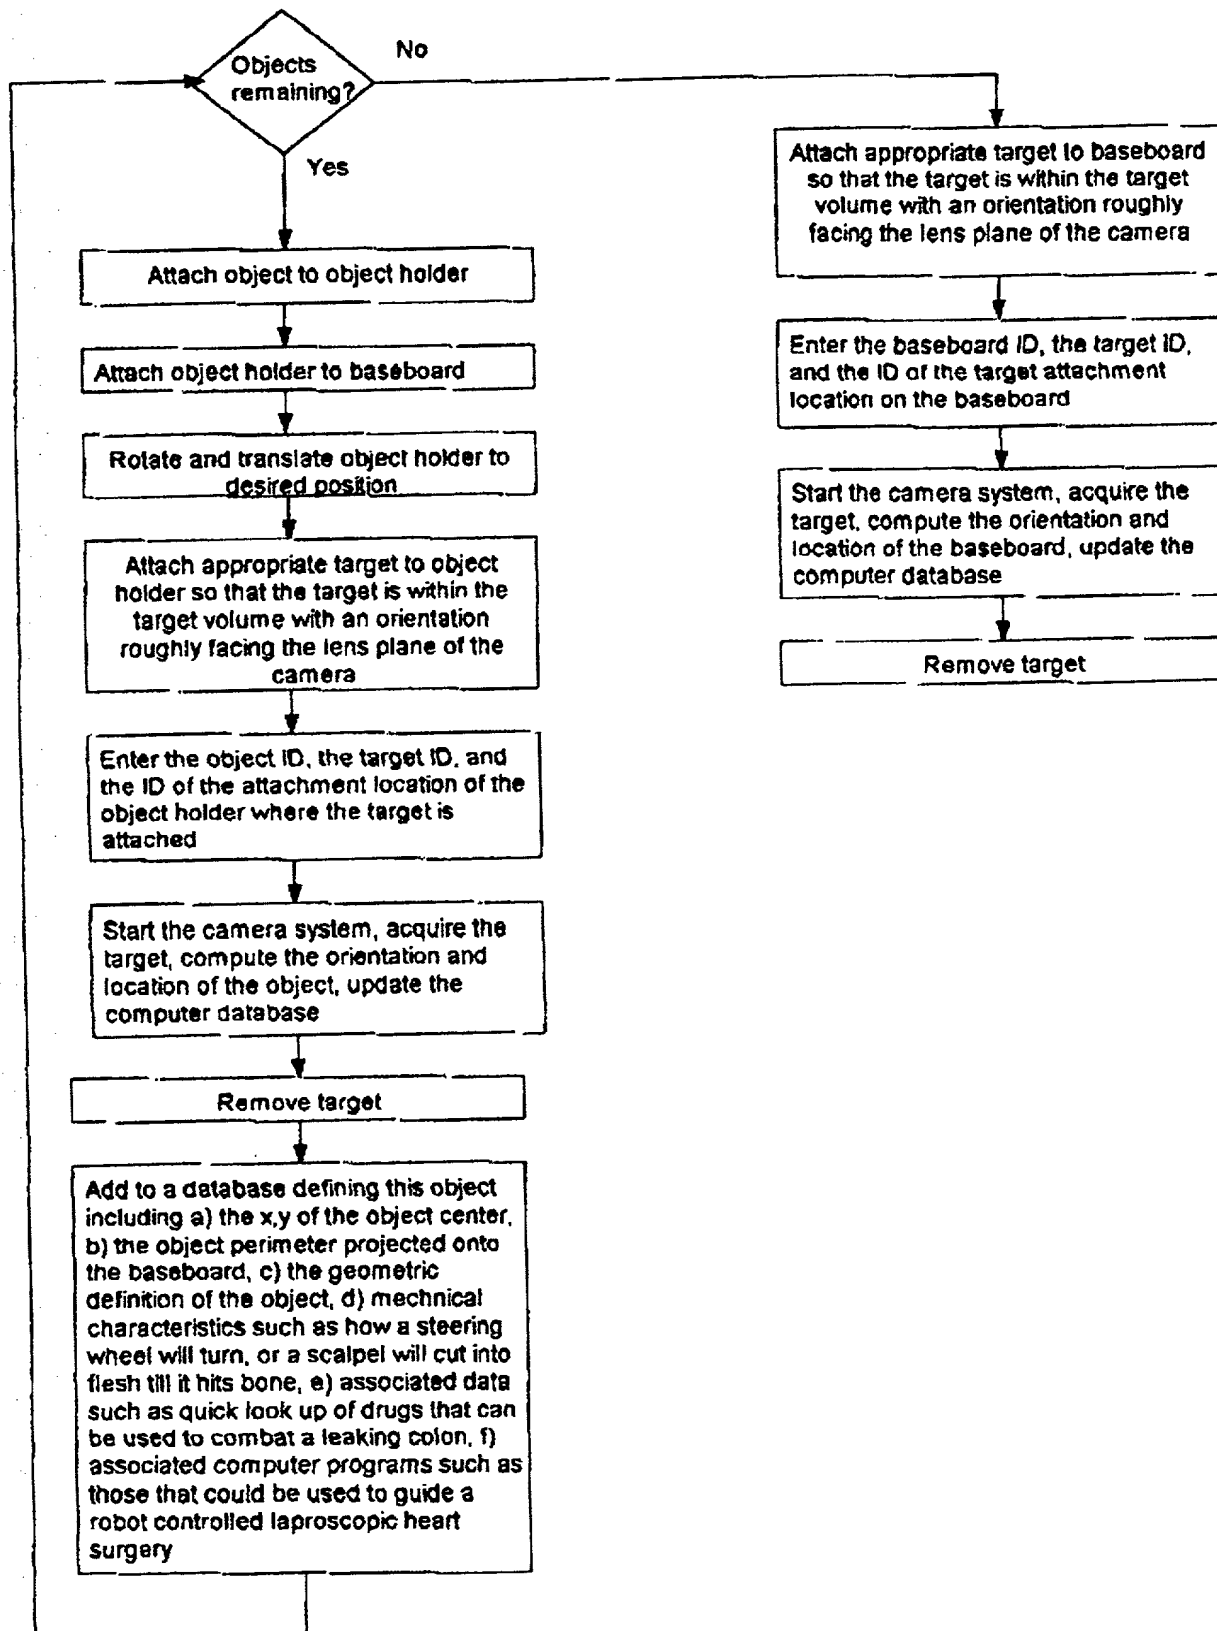 Objects
remaining?
No
Yes
Attach object to object holder
Attach object holder to baseboard
Rotate and translate object holder to
desired position
Attach appropriate target to object
holder so that the target is within the
target volume with an orientation
roughly facing the lens plane of the
camera
Enter the object ID, the target ID, and
the ID of the attachment location of the
object holder where the target is
attached
Start the camera system, acquire the
target, compute the orientation and
location of the object, update the
computer database
Remove target
Add to a database defining this object
including a) the x,y of the object center,
b) the object perimeter projected onto
the baseboard, c) the geometric
definition of the object, d) mechnical
characteristics such as how a steering
wheel will turn, or a scalpel will cut into
flesh till it hits bone, e) associated data
such as quick look up of drugs that can
be used to combat a leaking colon, f)
associated computer programs such as
those that could be used to guide a
robot controlled laproscopic heart
surgery
Attach appropriate target to baseboard
so that the target is within the target
volume with an orientation roughly
facing the lens plane of the camera
Enter the baseboard ID, the target ID,
and the ID of the target attachment
location on the baseboard
Start the camera system, acquire the
target, compute the orientation and
location of the baseboard, update the
computer database
Remove target